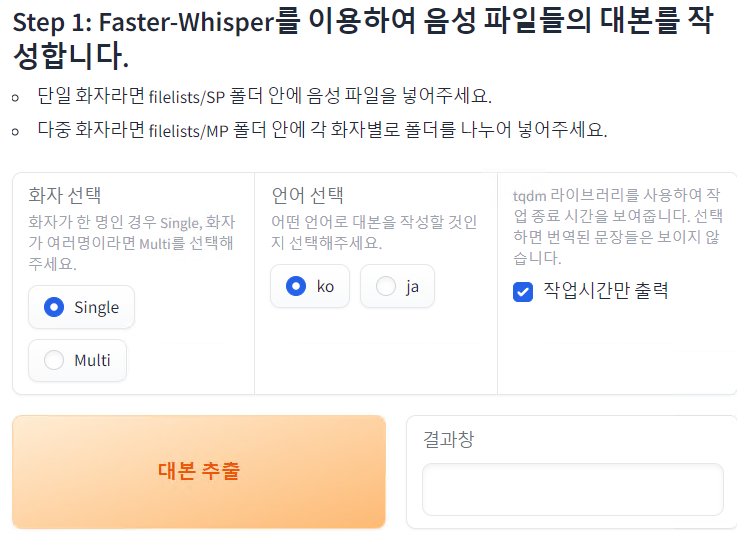 Step 1: Faster-Whisper를 이용하여 음성 파일들의 대본를 작
성합니다.
단일 화자라면 filelists/SP 폴더 안에 음성 파일을 넣어주세요.
다중 화자라면 filelists/MP 폴더 안에 각 화자별로 폴더를 나누어 넣어주세요.
화자 선택
화자가 한 명인 경우 Single, 화자
가 여러명이라면 Multi를 선택해
주세요.
Single
Multi
언어 선택
어떤 언어로 대본을 작성할 것인
지 선택해주세요.
ko
ja
tqdm 라이브러리를 사용하여 작
업 종료 시간을 보여줍니다. 선택
하면 번역된 문장들은 보이지 않
습니다.
작업시간만 출력
대본 추출
결과창